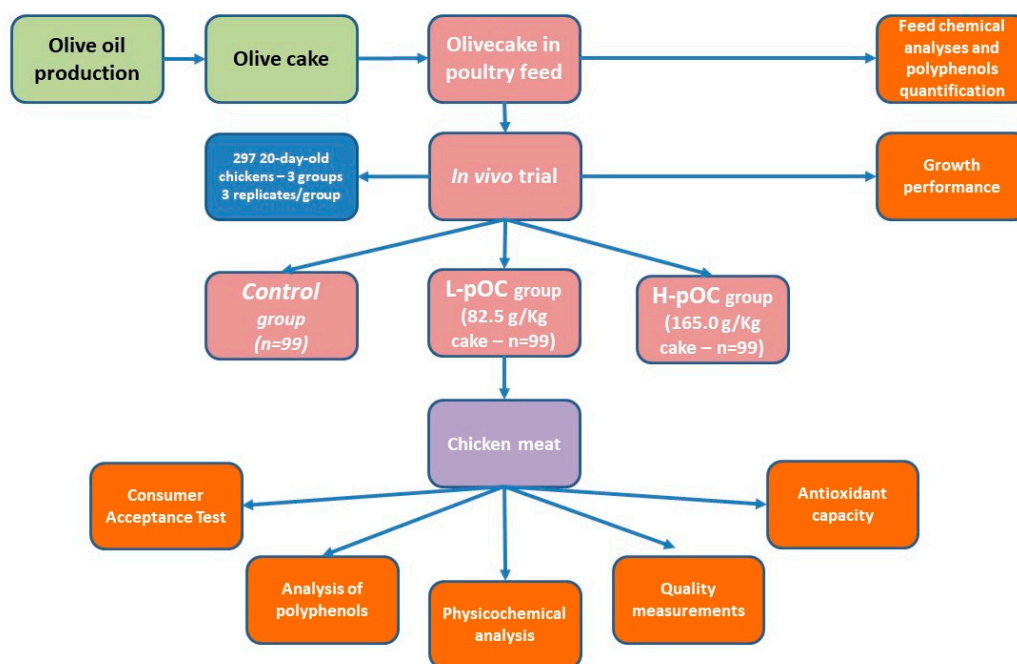 Olive oil
production
Olive cake
Olivecake in
poultry feed
Feed chemical
analyses and
polyphenols
quantification
297 20-day-old
chickens – 3 groups
3 replicates/group
In vivo trial
Growth
performance
Control
group
(n=99)
L-pOC group
(82.5 g/Kg
cake – n=99)
H-pOC group
(165.0 g/Kg
cake – n=99)
Chicken meat
Consumer
Acceptance Test
Antioxidant
capacity
Analysis of
polyphenols
Physicochemical
analysis
Quality
measurements